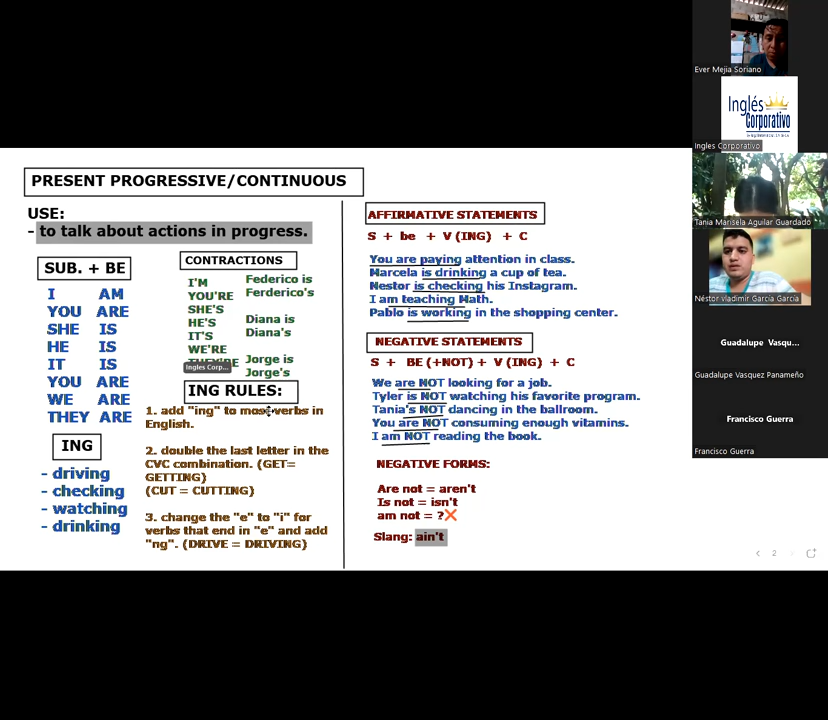 PRESENT PROGRESSIVE/CONTINUOUS
USE:
- to talk about actions in progress.
SUB. + BE
I AM
YOU ARE
SHE IS
HE IS
IT IS
YOU ARE
WE ARE
THEY ARE
ING
- driving
- checking
- watching
- drinking
CONTRACTIONS
I'M
YOU'RE
SHE'S
HE'S
IT'S
WE'RE
THEY'RE
Federico is
Ferderico's
Diana is
Diana's
Jorge is
Jorge's
Ingles Corp...
ING RULES:
1. add "ing" to most verbs in
English.
2. double the last letter in the
CVC combination. (GET=
GETTING)
(CUT = CUTTING)
3. change the "e" to "i" for
verbs that end in "e" and add
"ng". (DRIVE = DRIVING)
AFFIRMATIVE STATEMENTS
S + be + V (ING) + C
You are paying attention in class.
Marcela is drinking a cup of tea.
Nestor is checking his Instagram.
I am teaching Math.
Pablo is working in the shopping center.
NEGATIVE STATEMENTS
S + BE (+NOT) + V (ING) + C
We are NOT looking for a job.
Tyler is NOT watching his favorite program.
Tania's NOT dancing in the ballroom.
You are NOT consuming enough vitamins.
I am NOT reading the book.
NEGATIVE FORMS:
Are not = aren't
Is not = isn't
am not = ?
Slang: ain't
2
Ever Mejia Soriano
Inglés
Corporativo
Ingles Corporativo
Tania Marisela Aguilar Guardado
Néstor vladimir García García
Guadalupe Vasqu...
Guadalupe Vasquez Panameño
Francisco Guerra
Francisco Guerra